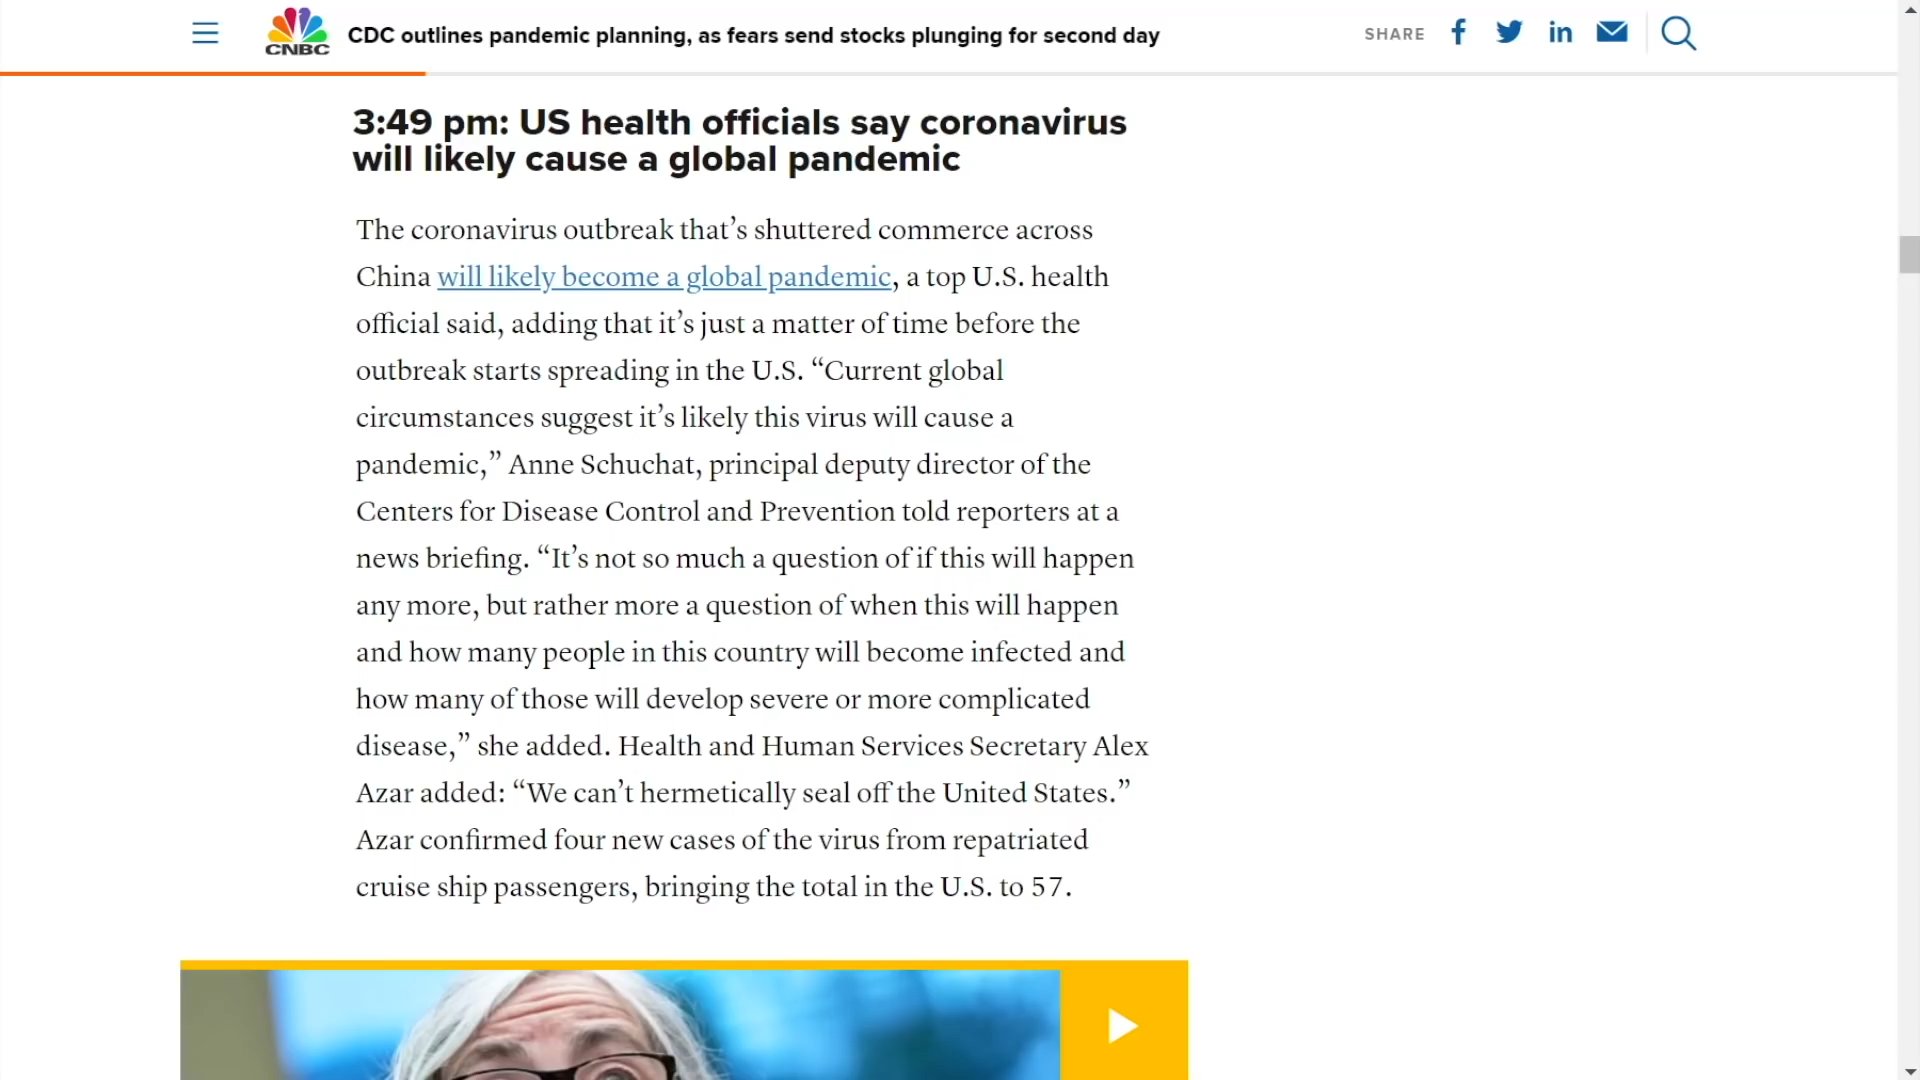 CNBC
CDC outlines pandemic planning, as fears send stocks plunging for second day
SHARE
3:49 pm: US health officials say coronavirus
will likely cause a global pandemic
The coronavirus outbreak that’s shuttered commerce across
China will likely become a global pandemic, a top U.S. health
official said, adding that it’s just a matter of time before the
outbreak starts spreading in the U.S. “Current global
circumstances suggest it’s likely this virus will cause a
pandemic,” Anne Schuchat, principal deputy director of the
Centers for Disease Control and Prevention told reporters at a
news briefing. “It’s not so much a question of if this will happen
any more, but rather more a question of when this will happen
and how many people in this country will become infected and
how many of those will develop severe or more complicated
disease,” she added. Health and Human Services Secretary Alex
Azar added: “We can’t hermetically seal off the United States.”
Azar confirmed four new cases of the virus from repatriated
cruise ship passengers, bringing the total in the U.S. to 57.